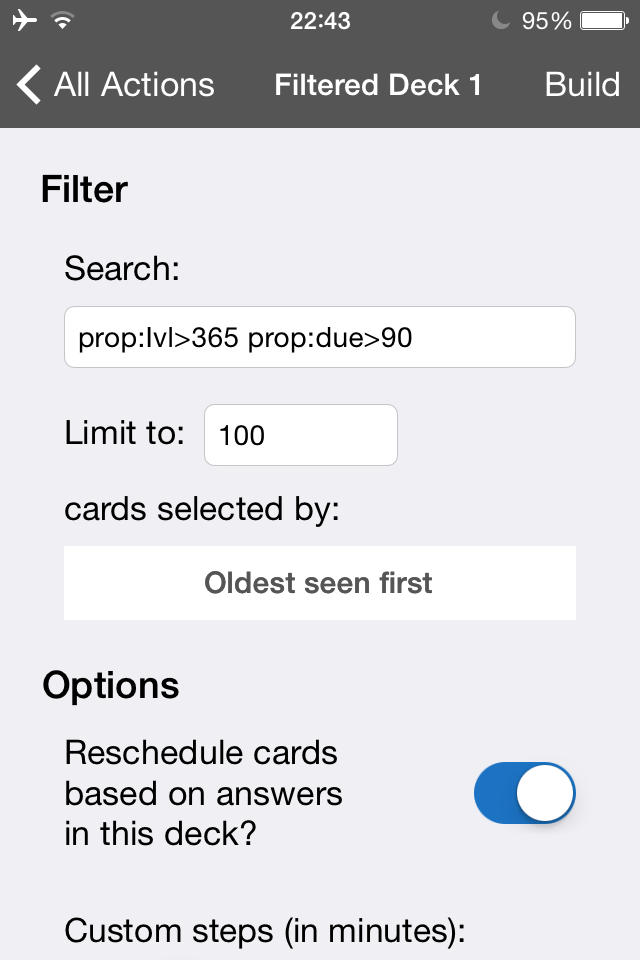 22:43
95%
All Actions
Filtered Deck 1
Build
Filter
Search:
prop:lvl>365 prop:due>90
Limit to:
100
cards selected by:
Oldest seen first
Options
Reschedule cards
based on answers
in this deck?
Custom steps (in minutes):